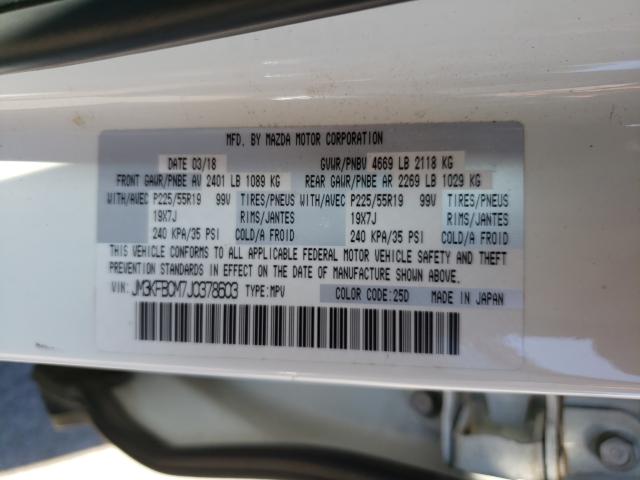 MFD. BY MAZDA MOTOR CORPORATION
DATE 03/18 GVWR/PNBV 4669 LB 2118 KG
FRONT GAWR/PNBE AV 2401 LB 1089 KG REAR GAWR/PNBE AR 2269 LB 1029 KG
WITH/AVEC P225/55R19 99V TIRES/PNEUS WITH/AVEC P225/55R19 99V TIRES/PNEUS
19X7J RIMS/JANTES 19X7J RIMS/JANTES
240 KPA/35 PSI COLD/A FROID 240 KPA/35 PSI COLD/A FROID
THIS VEHICLE CONFORMS TO ALL APPLICABLE FEDERAL MOTOR VEHICLE SAFETY AND THEFT
PREVENTION STANDARDS IN EFFECT ON THE DATE OF MANUFACTURE SHOWN ABOVE.
VIN: JM3KFBCM7J0378603 TYPE: MPV COLOR CODE: 25D MADE IN JAPAN